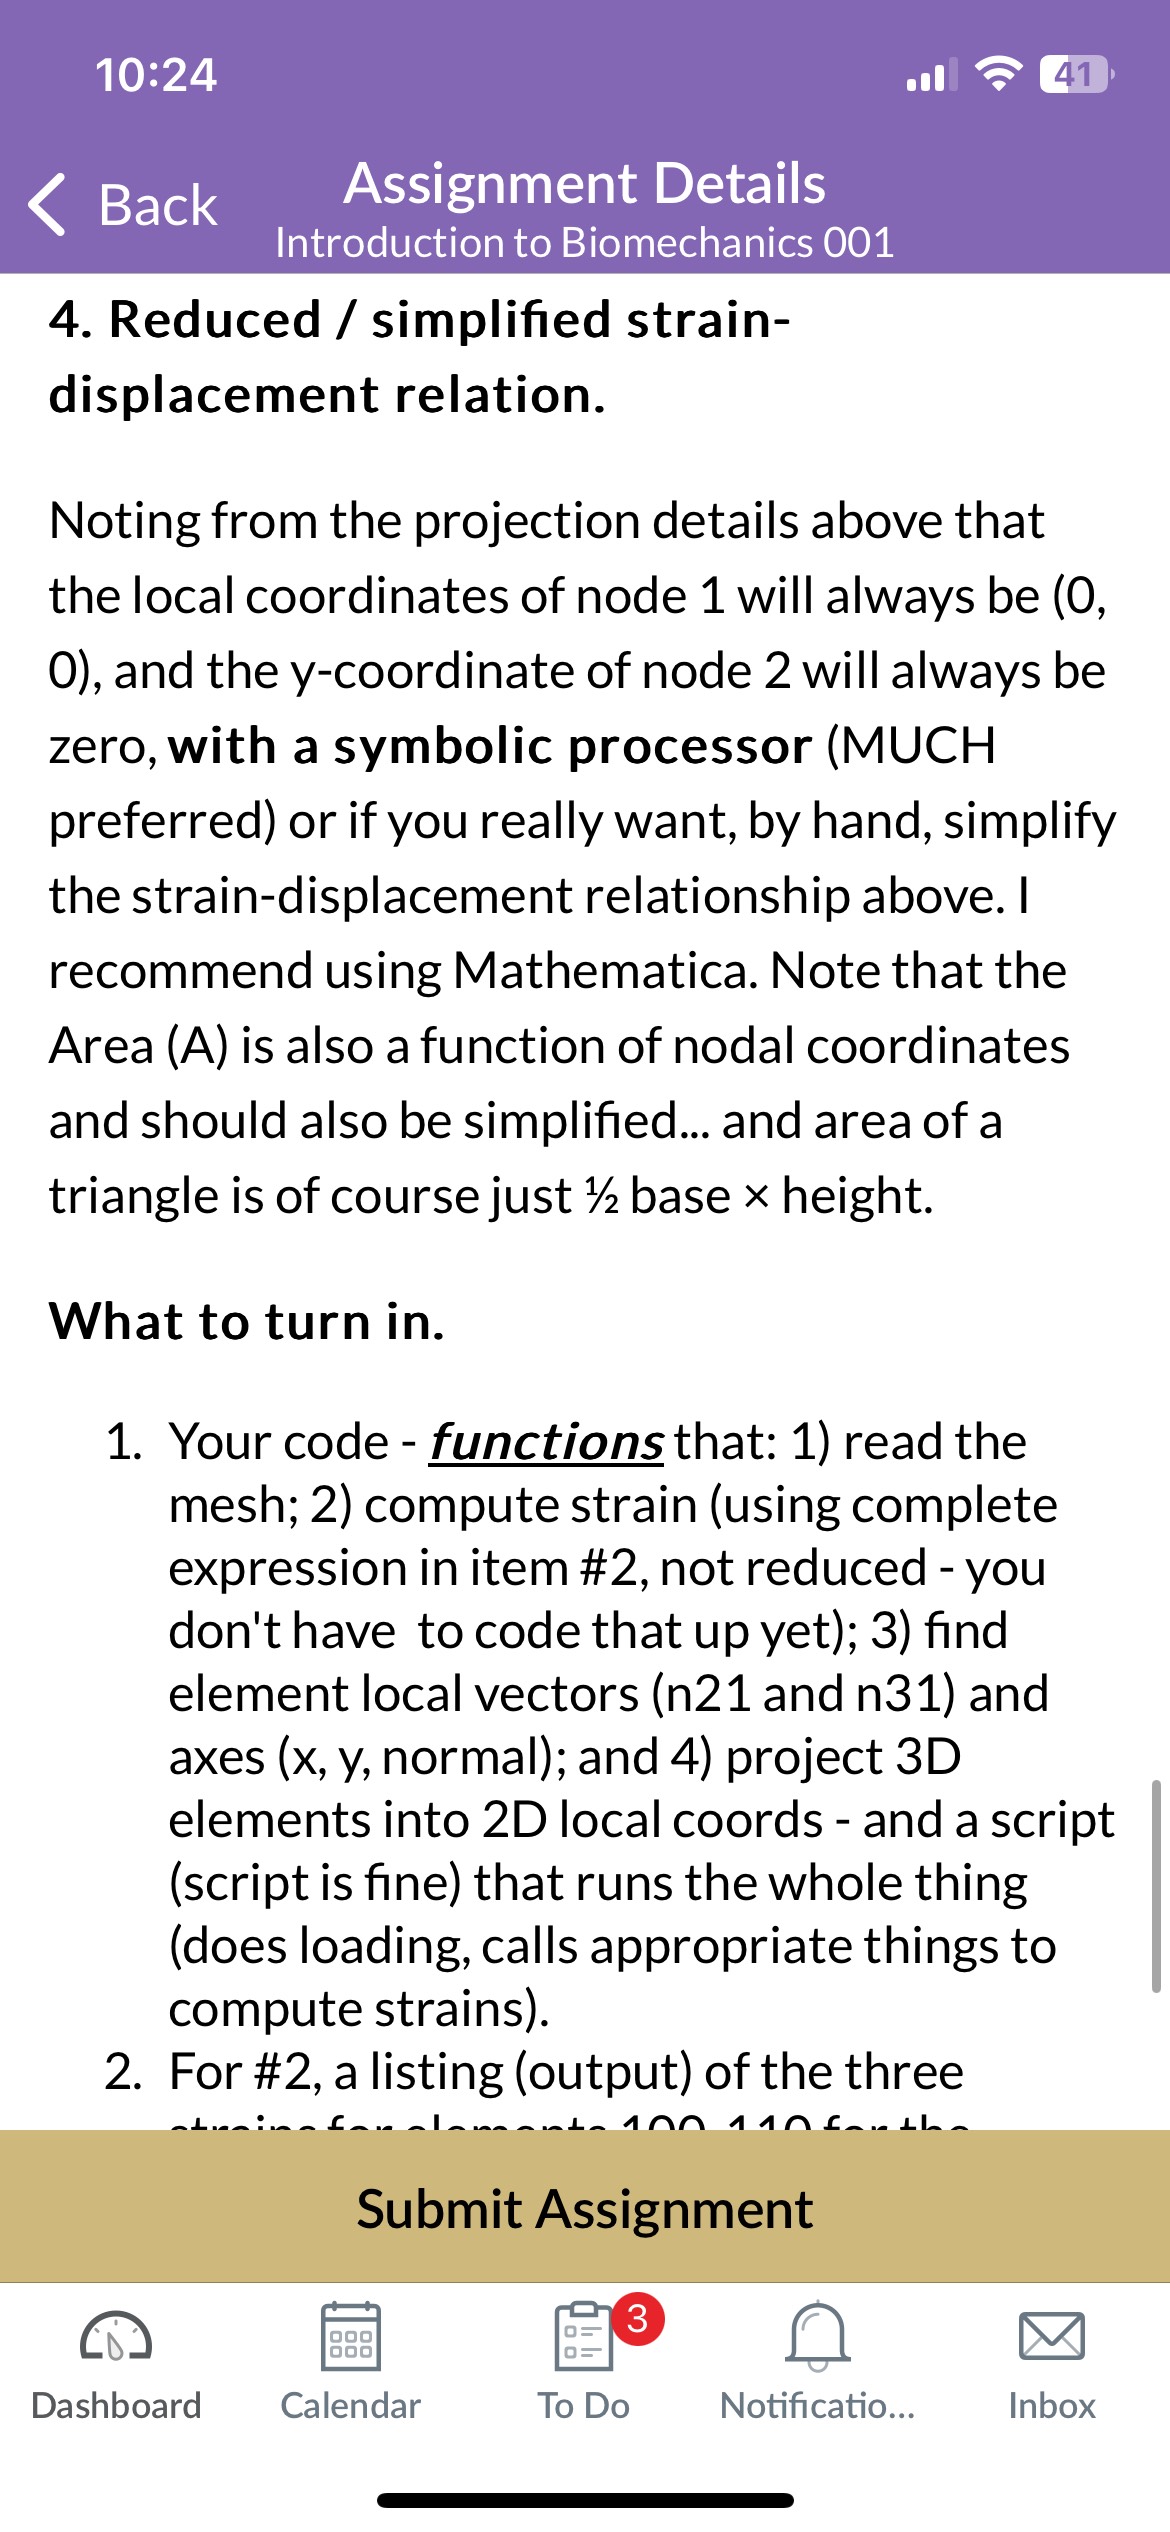 10:24
41
Back
Assignment Details
Introduction to Biomechanics 001
4. Reduced / simplified strain-
displacement relation.
Noting from the projection details above that
the local coordinates of node 1 will always be (0,
0), and the y-coordinate of node 2 will always be
zero, with a symbolic processor (MUCH
preferred) or if you really want, by hand, simplify
the strain-displacement relationship above. I
recommend using Mathematica. Note that the
Area (A) is also a function of nodal coordinates
and should also be simplified... and area of a
triangle is of course just ½ base × height.
What to turn in.
1. Your code - functions that: 1) read the
mesh; 2) compute strain (using complete
expression in item #2, not reduced - you
don't have  to code that up yet); 3) find
element local vectors (n21 and n31) and
axes (x, y, normal); and 4) project 3D
elements into 2D local coords - and a script
(script is fine) that runs the whole thing
(does loading, calls appropriate things to
compute strains).
2. For #2, a listing (output) of the three
strains for elements 100-110 for the
Submit Assignment
3
Dashboard
Calendar
To Do
Notificatio...
Inbox